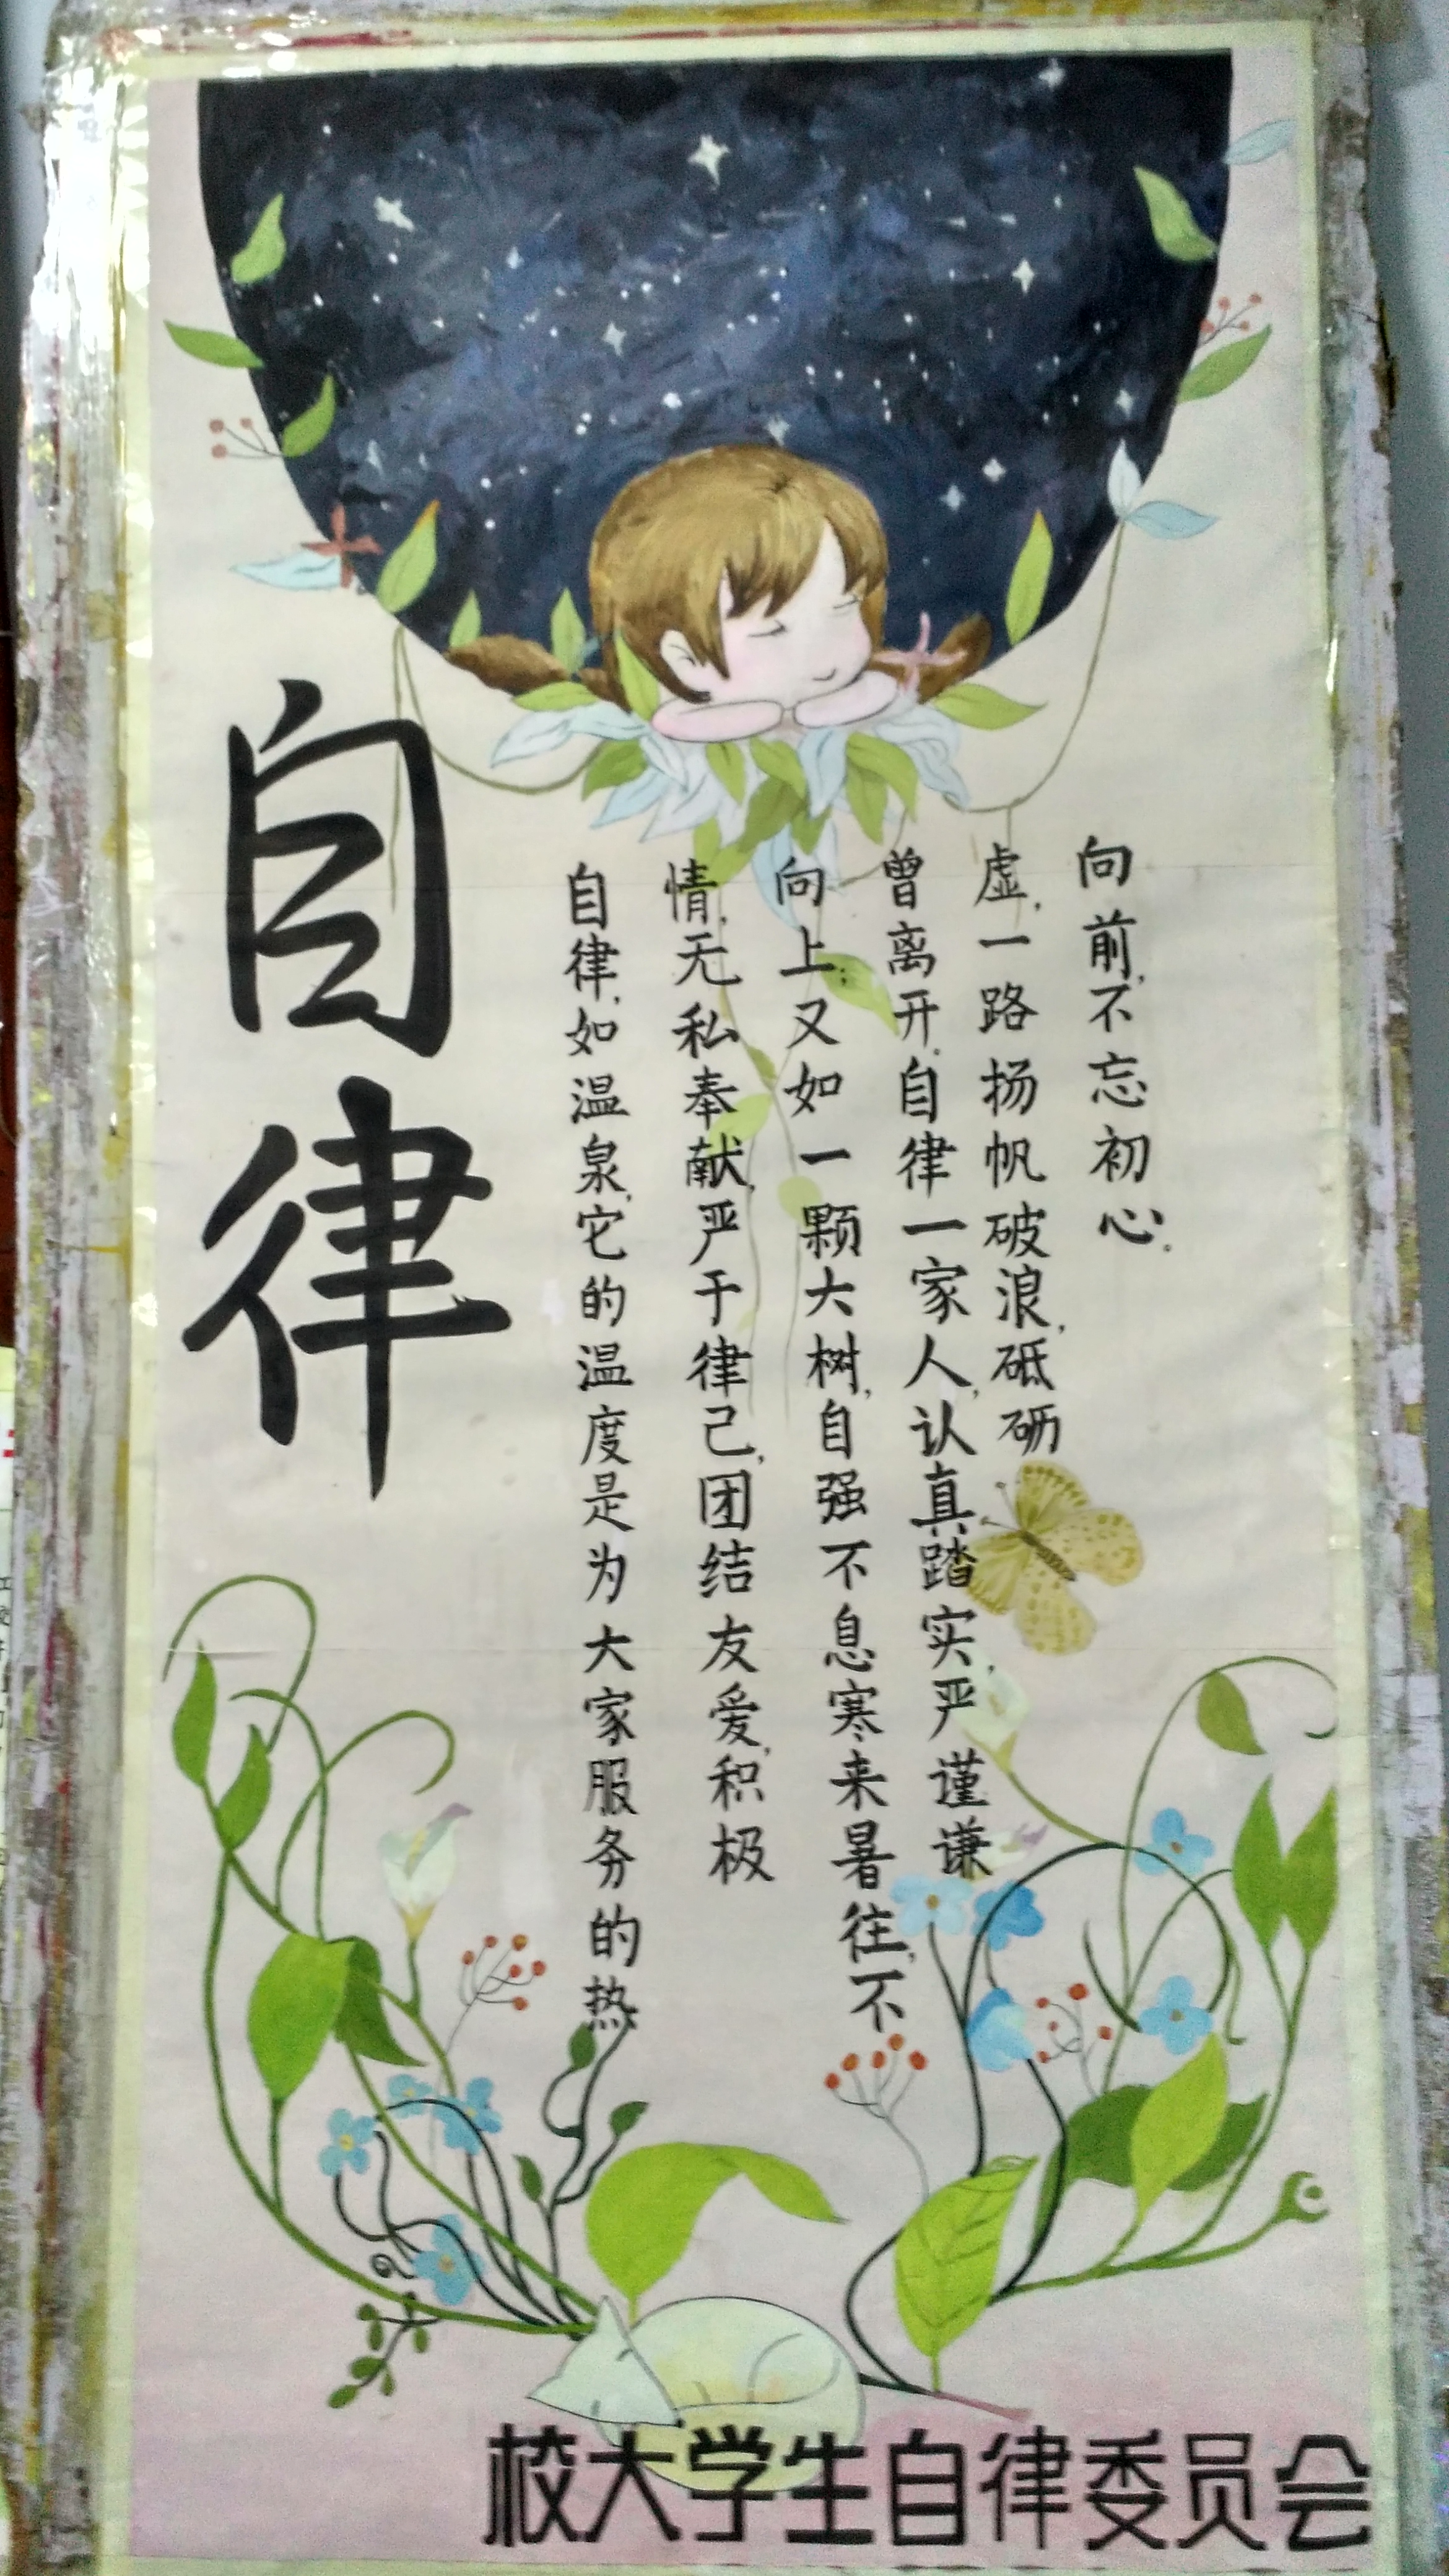 自律
自律,如温泉,它的温度是为大家服务的热
情,无私奉献,严于律己,团结友爱,积极
向上;又如一颗大树,自强不息寒来暑往,不
曾离开.自律一家人,认真踏实,严谨谦
虚,一路扬帆破浪,砥砺
向前,不忘初心.
校大学生自律委员会